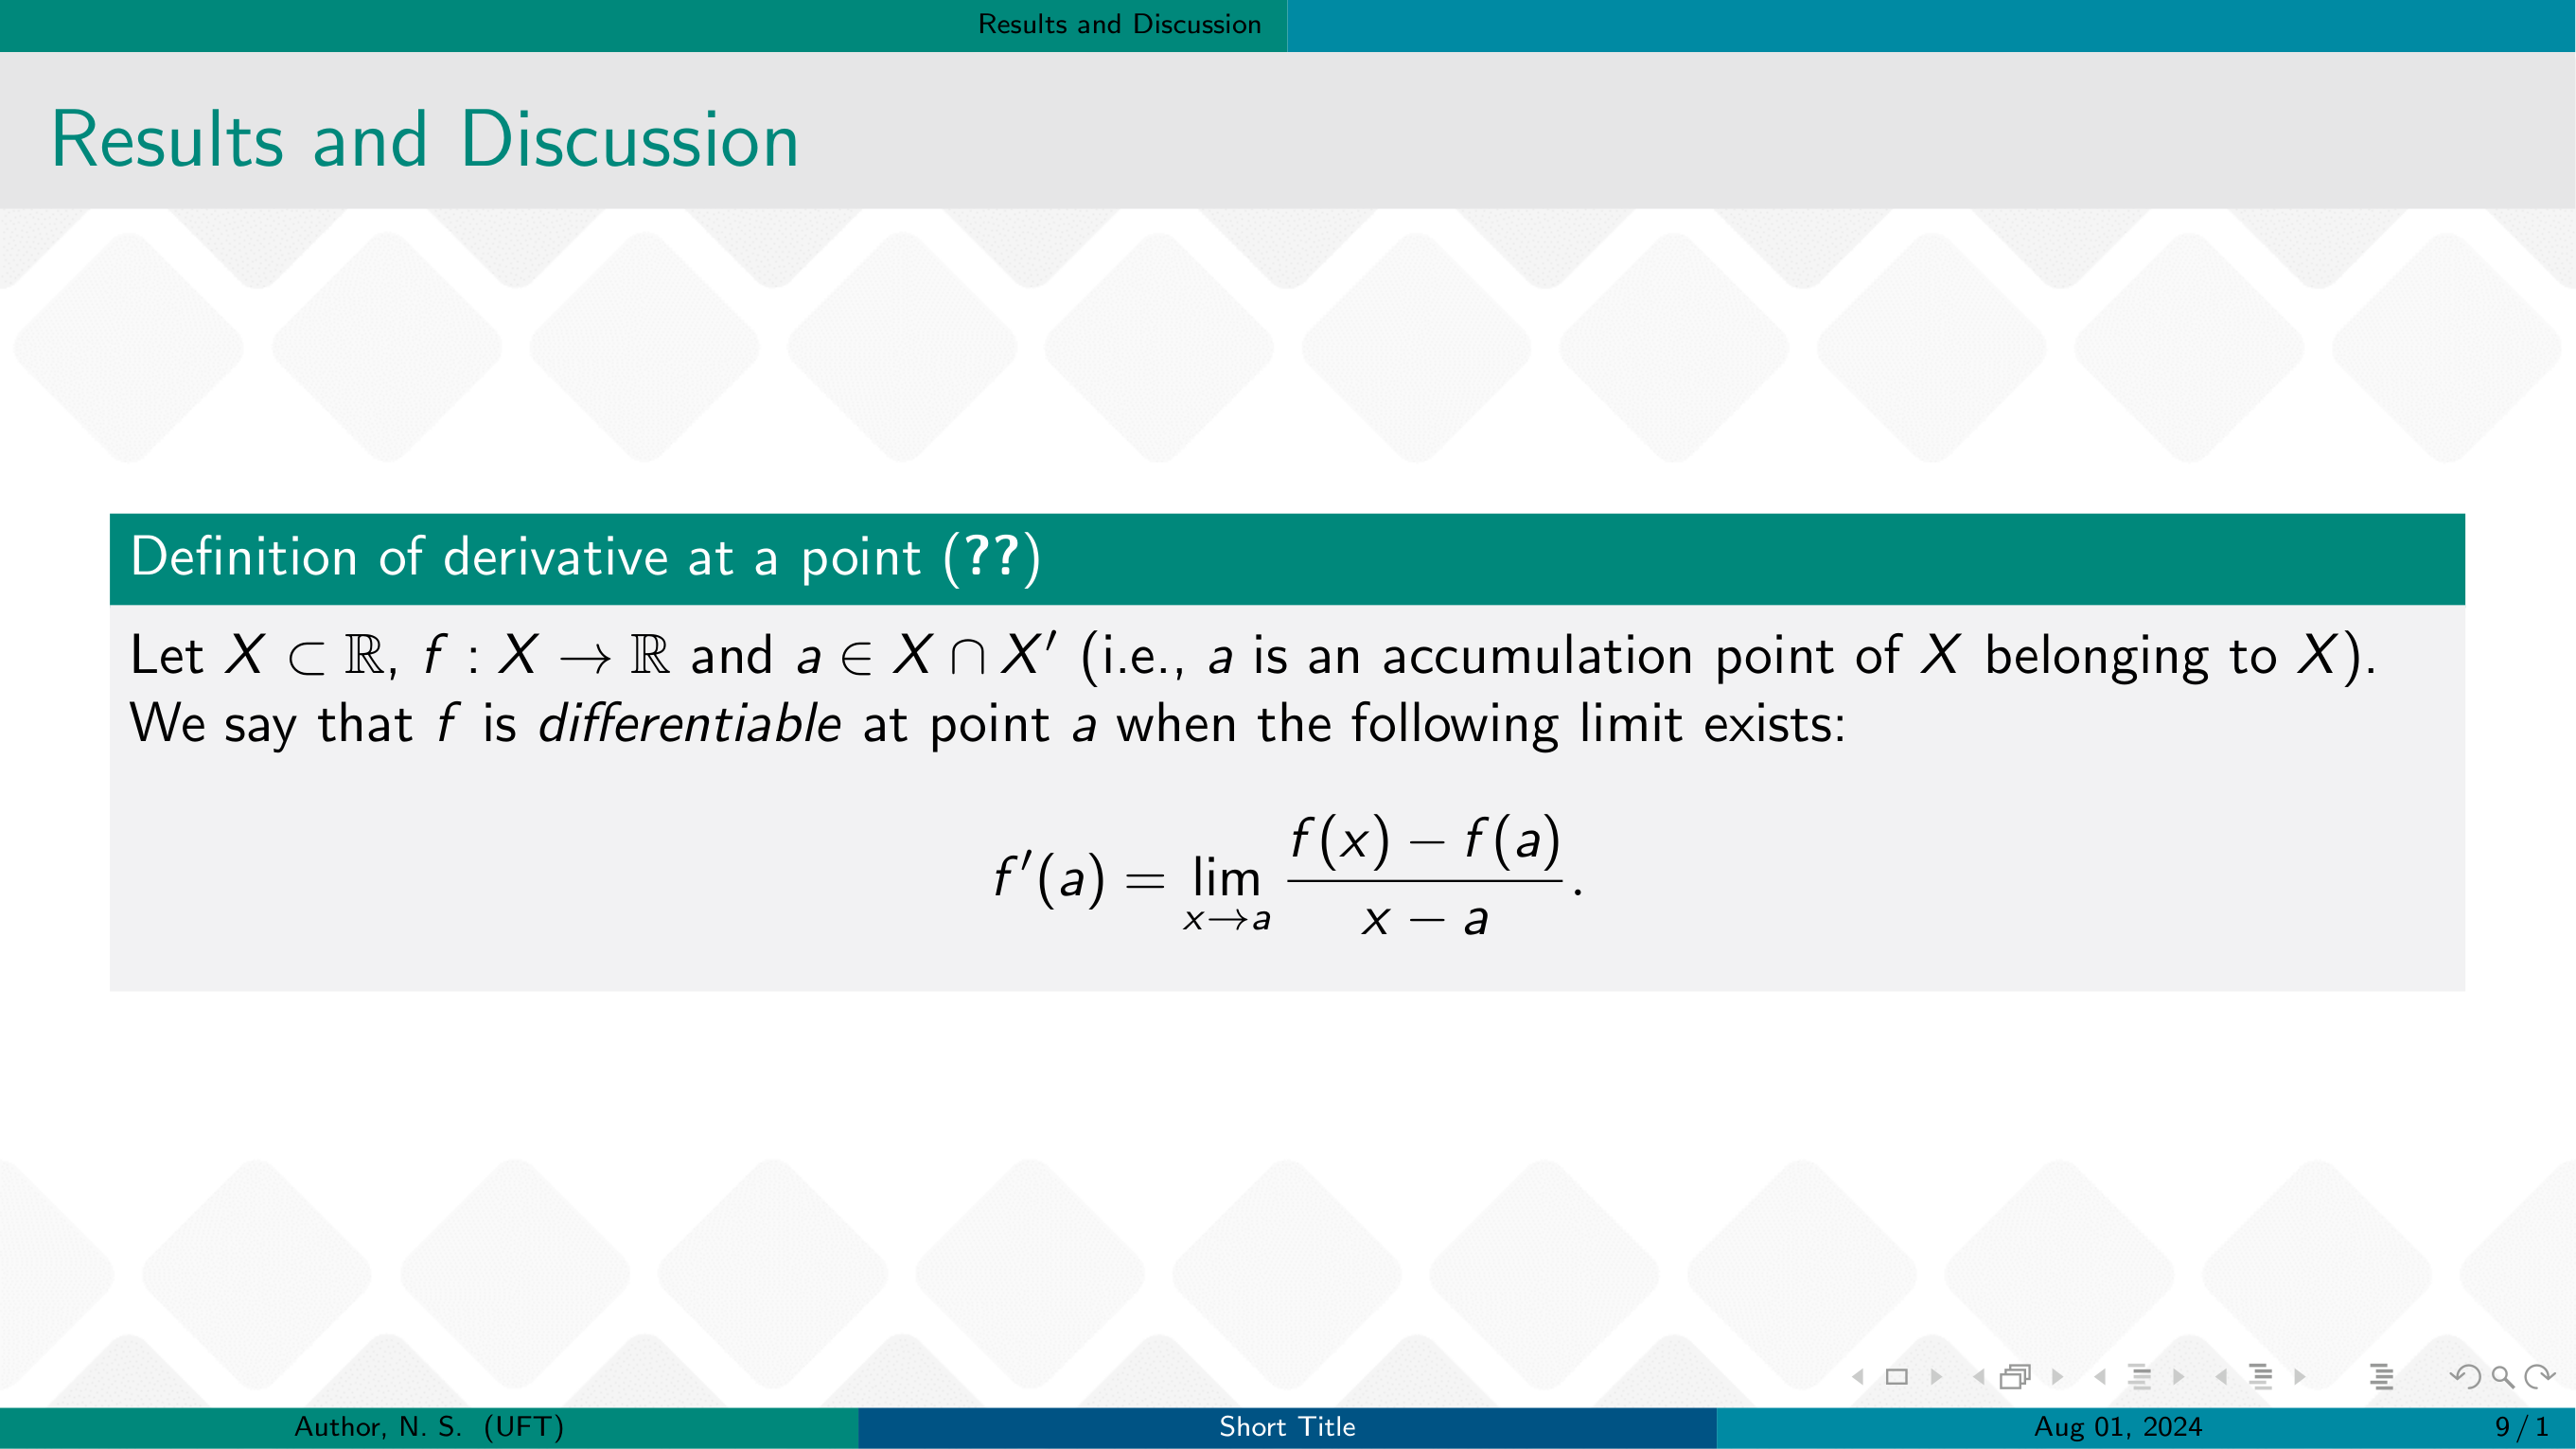 Results and Discussion
Results and Discussion
Definition of derivative at a point (??)
Let X ⊂ ℝ, f : X → ℝ and a ∈ X ∩ X′ (i.e., a is an accumulation point of X belonging to X).
We say that f is differentiable at point a when the following limit exists:
f′(a) = lim_{x→a} \frac{f(x) − f(a)}{x − a}.
Author, N. S. (UFT) Short Title Aug 01, 2024 9 / 1